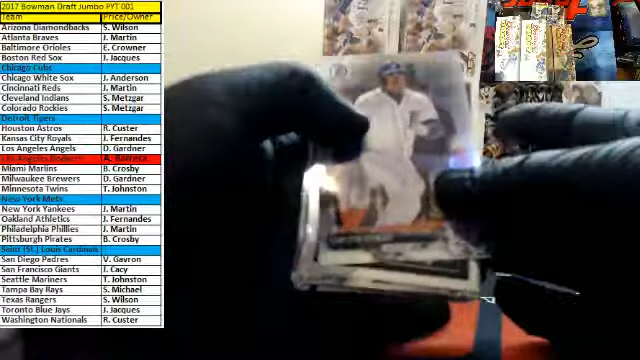 2017 Bowman Draft Jumbo PYT 001
Team Price/Owner
Arizona Diamondbacks S. Wilson
Atlanta Braves J. Martin
Baltimore Orioles E. Crowner
Boston Red Sox J. Jacques
Chicago Cubs
Chicago White Sox J. Anderson
Cincinnati Reds J. Martin
Cleveland Indians S. Metzgar
Colorado Rockies S. Metzgar
Detroit Tigers
Houston Astros R. Custer
Kansas City Royals J. Fernandes
Los Angeles Angels D. Gardner
Los Angeles Dodgers A. Barrera
Miami Marlins B. Crosby
Milwaukee Brewers D. Gardner
Minnesota Twins T. Johnston
New York Mets
New York Yankees J. Martin
Oakland Athletics J. Fernandes
Philadelphia Phillies J. Martin
Pittsburgh Pirates B. Crosby
Saint (St.) Louis Cardinals
San Diego Padres V. Gavron
San Francisco Giants J. Cacy
Seattle Mariners T. Johnston
Tampa Bay Rays S. Michael
Texas Rangers S. Wilson
Toronto Blue Jays J. Jacques
Washington Nationals R. Custer